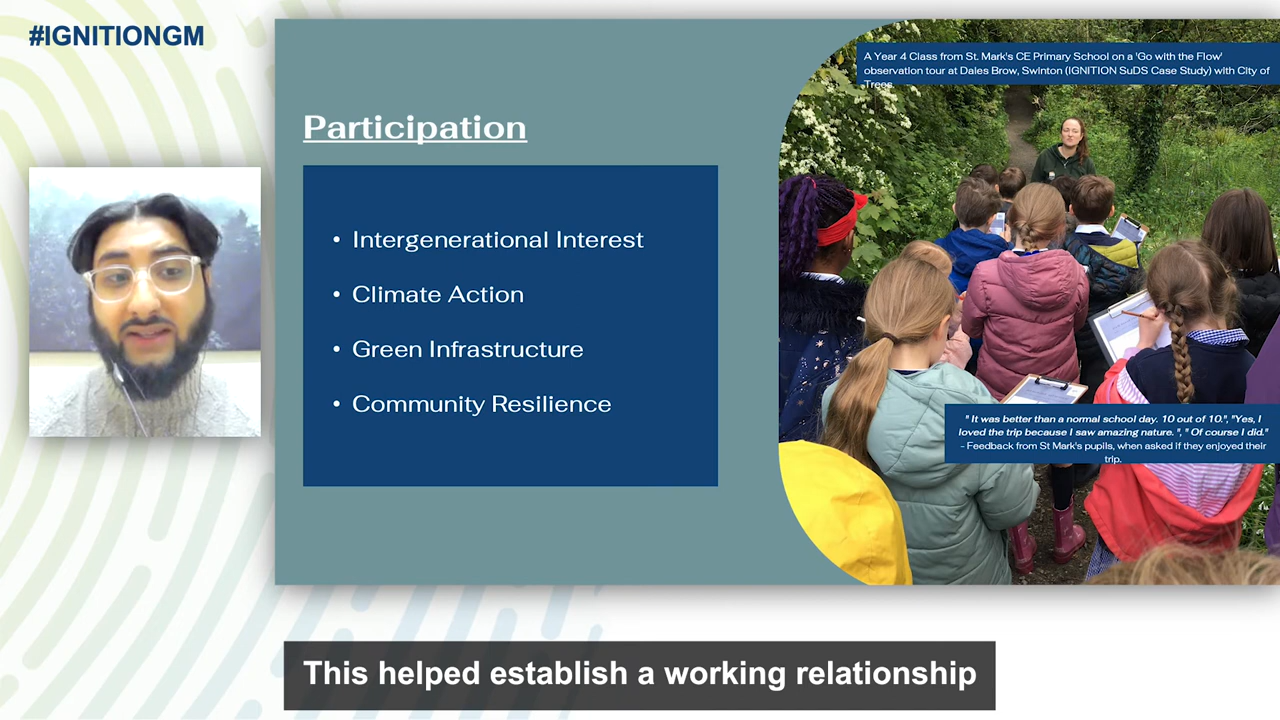 #IGNITIONGM
A Year 4 Class from St. Mark's CE Primary School on a 'Go with the Flow'
observation tour at Dales Brow, Swinton (IGNITION SuDS Case Study) with City of
Trees.
Participation
• Intergenerational Interest
• Climate Action
• Green Infrastructure
• Community Resilience
" It was better than a normal school day. 10 out of 10.", "Yes, I
loved the trip because I saw amazing nature. ", " Of course I did."
- Feedback from St Mark's pupils, when asked if they enjoyed their
trip.
This helped establish a working relationship